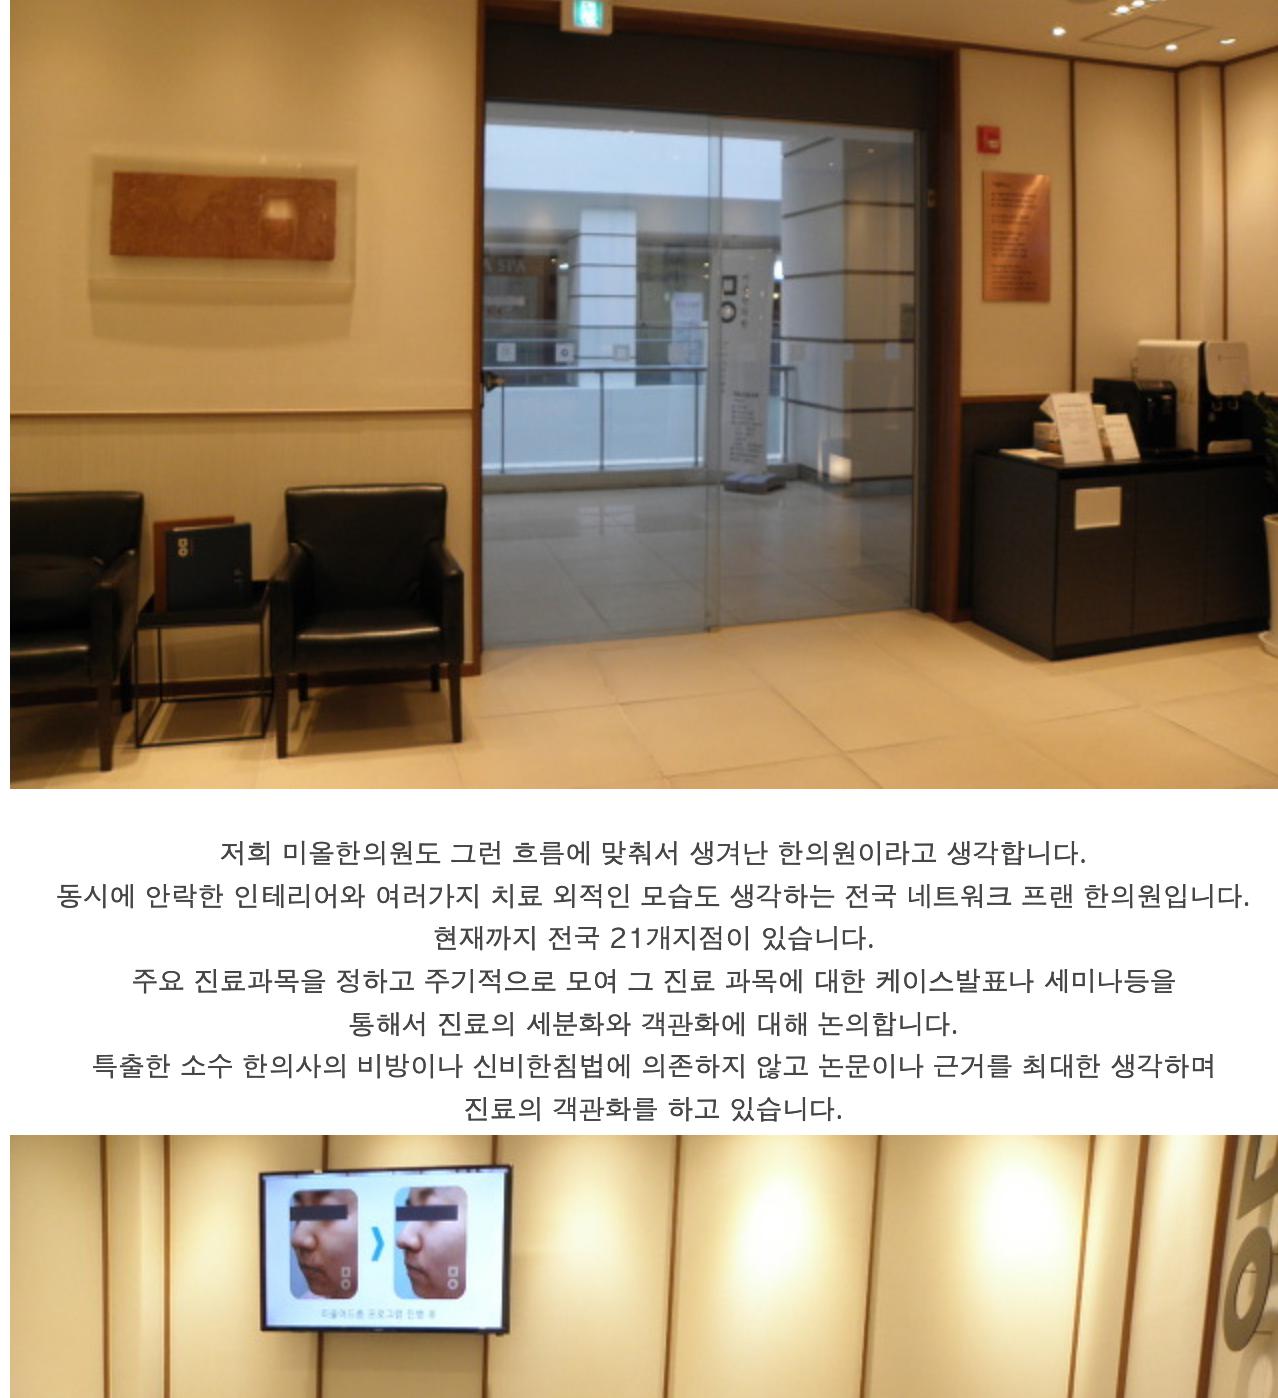 A SPA
저희 미올한의원도 그런 흐름에 맞춰서 생겨난 한의원이라고 생각합니다.
동시에 안락한 인테리어와 여러가지 치료 외적인 모습도 생각하는 전국 네트워크 프랜 한의원입니다.
현재까지 전국 21개지점이 있습니다.
주요 진료과목을 정하고 주기적으로 모여 그 진료 과목에 대한 케이스발표나 세미나등을
통해서 진료의 세분화와 객관화에 대해 논의합니다.
특출한 소수 한의사의 비방이나 신비한침법에 의존하지 않고 논문이나 근거를 최대한 생각하며
진료의 객관화를 하고 있습니다.
프로그램 진행 후